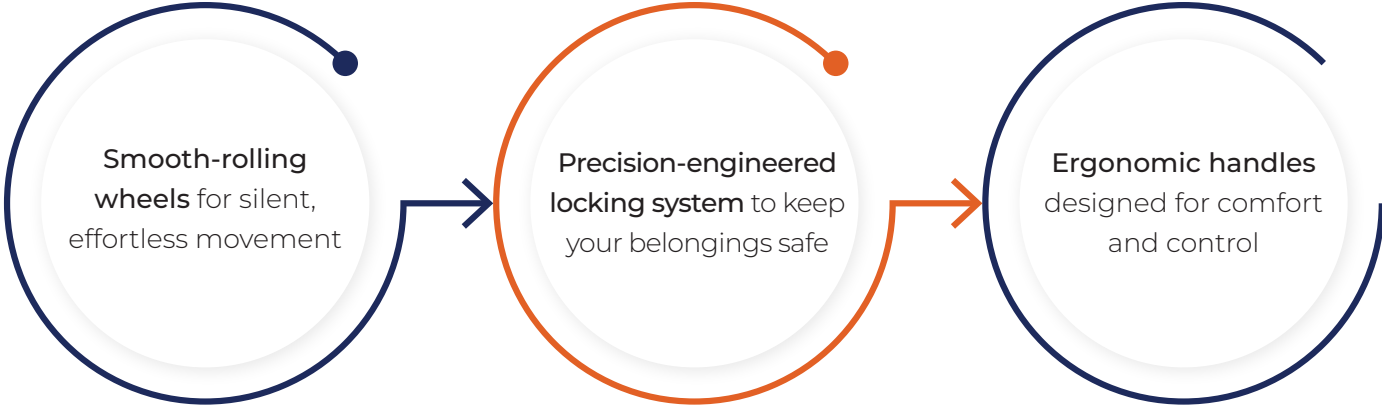 Smooth-rolling
wheels for silent,
effortless movement
Precision-engineered
locking system to keep
your belongings safe
Ergonomic handles
designed for comfort
and control